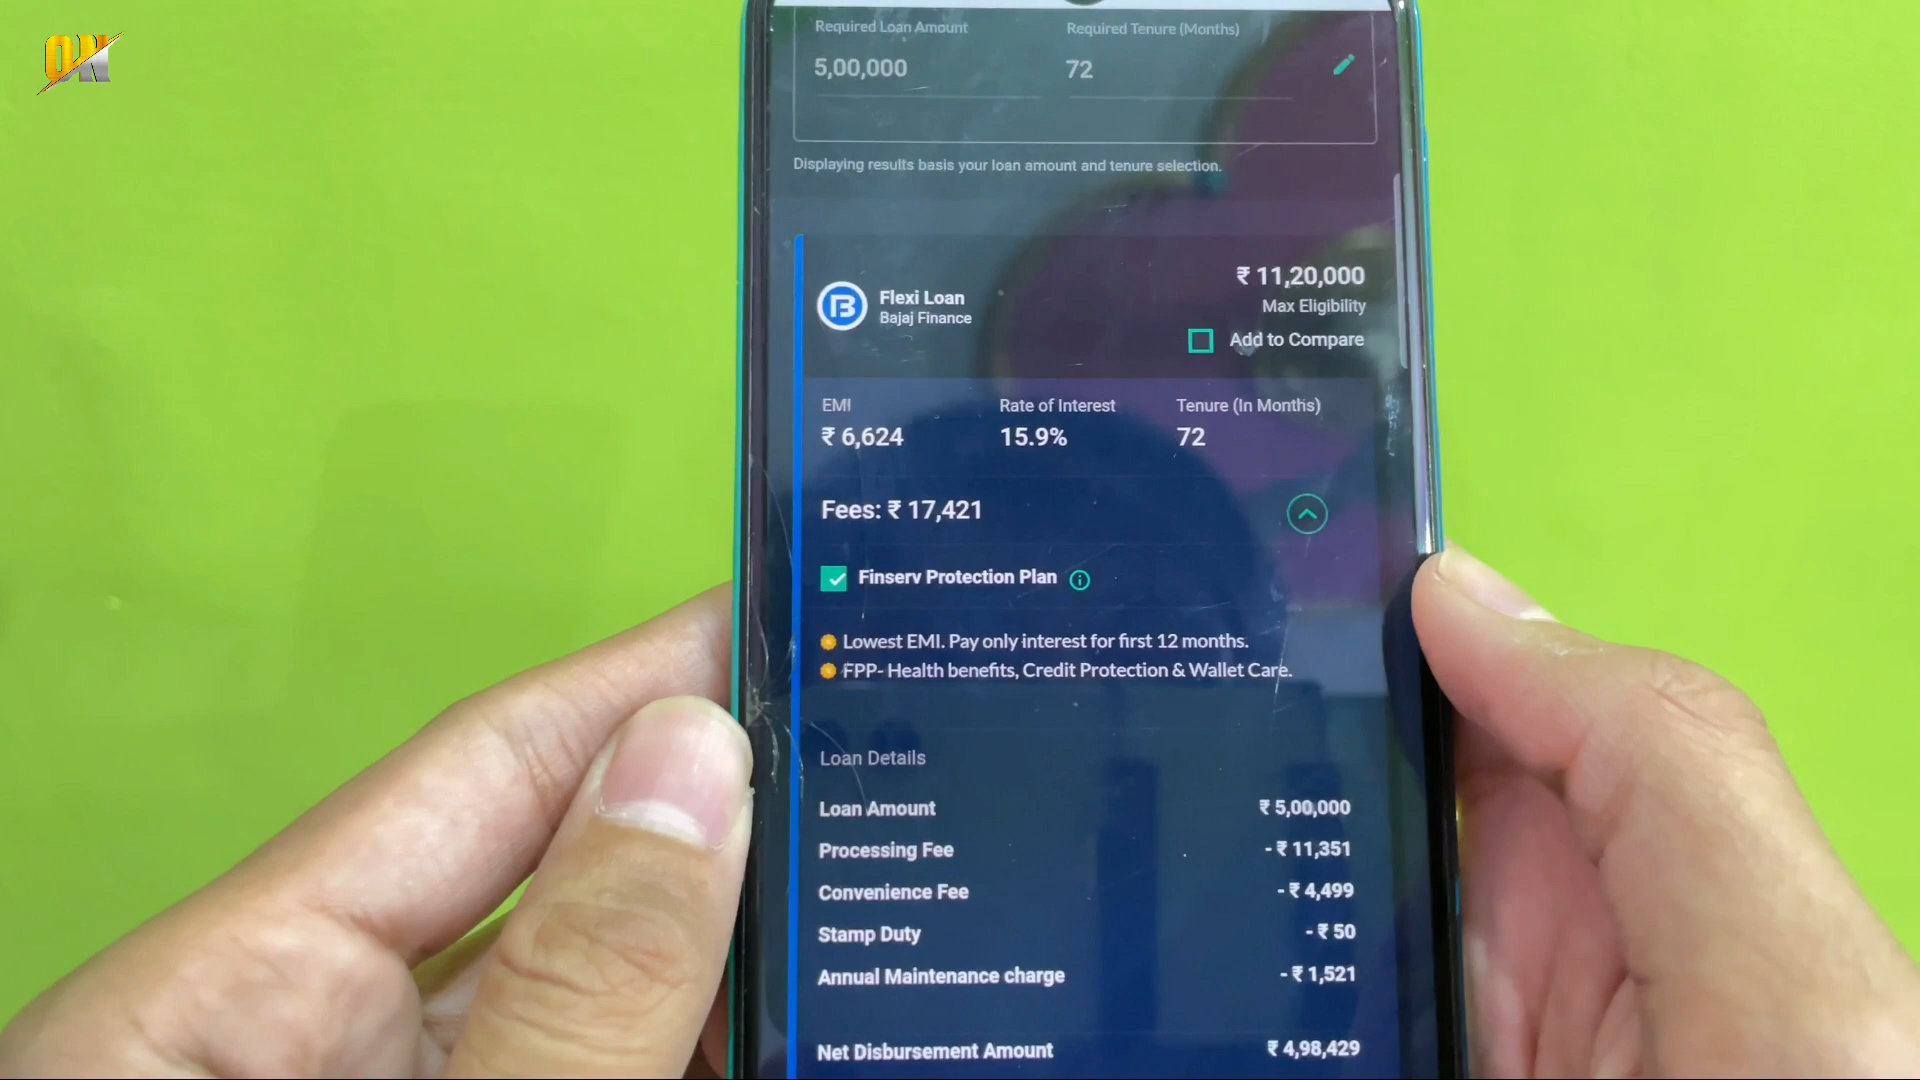 ON
Required Loan Amount Required Tenure (Months)
5,00,000 72
Displaying results basis your loan amount and tenure selection.
₹ 11,20,000
Flexi Loan
Bajaj Finance
Max Eligibility
Add to Compare
EMI Rate of Interest Tenure (In Months)
₹ 6,624 15.9% 72
Fees: ₹ 17,421
Finserv Protection Plan
Lowest EMI. Pay only interest for first 12 months.
FPP- Health benefits, Credit Protection & Wallet Care.
Loan Details
Loan Amount ₹ 5,00,000
Processing Fee - ₹ 11,351
Convenience Fee - ₹ 4,499
Stamp Duty - ₹ 50
Annual Maintenance charge - ₹ 1,521
Net Disbursement Amount ₹ 4,98,429